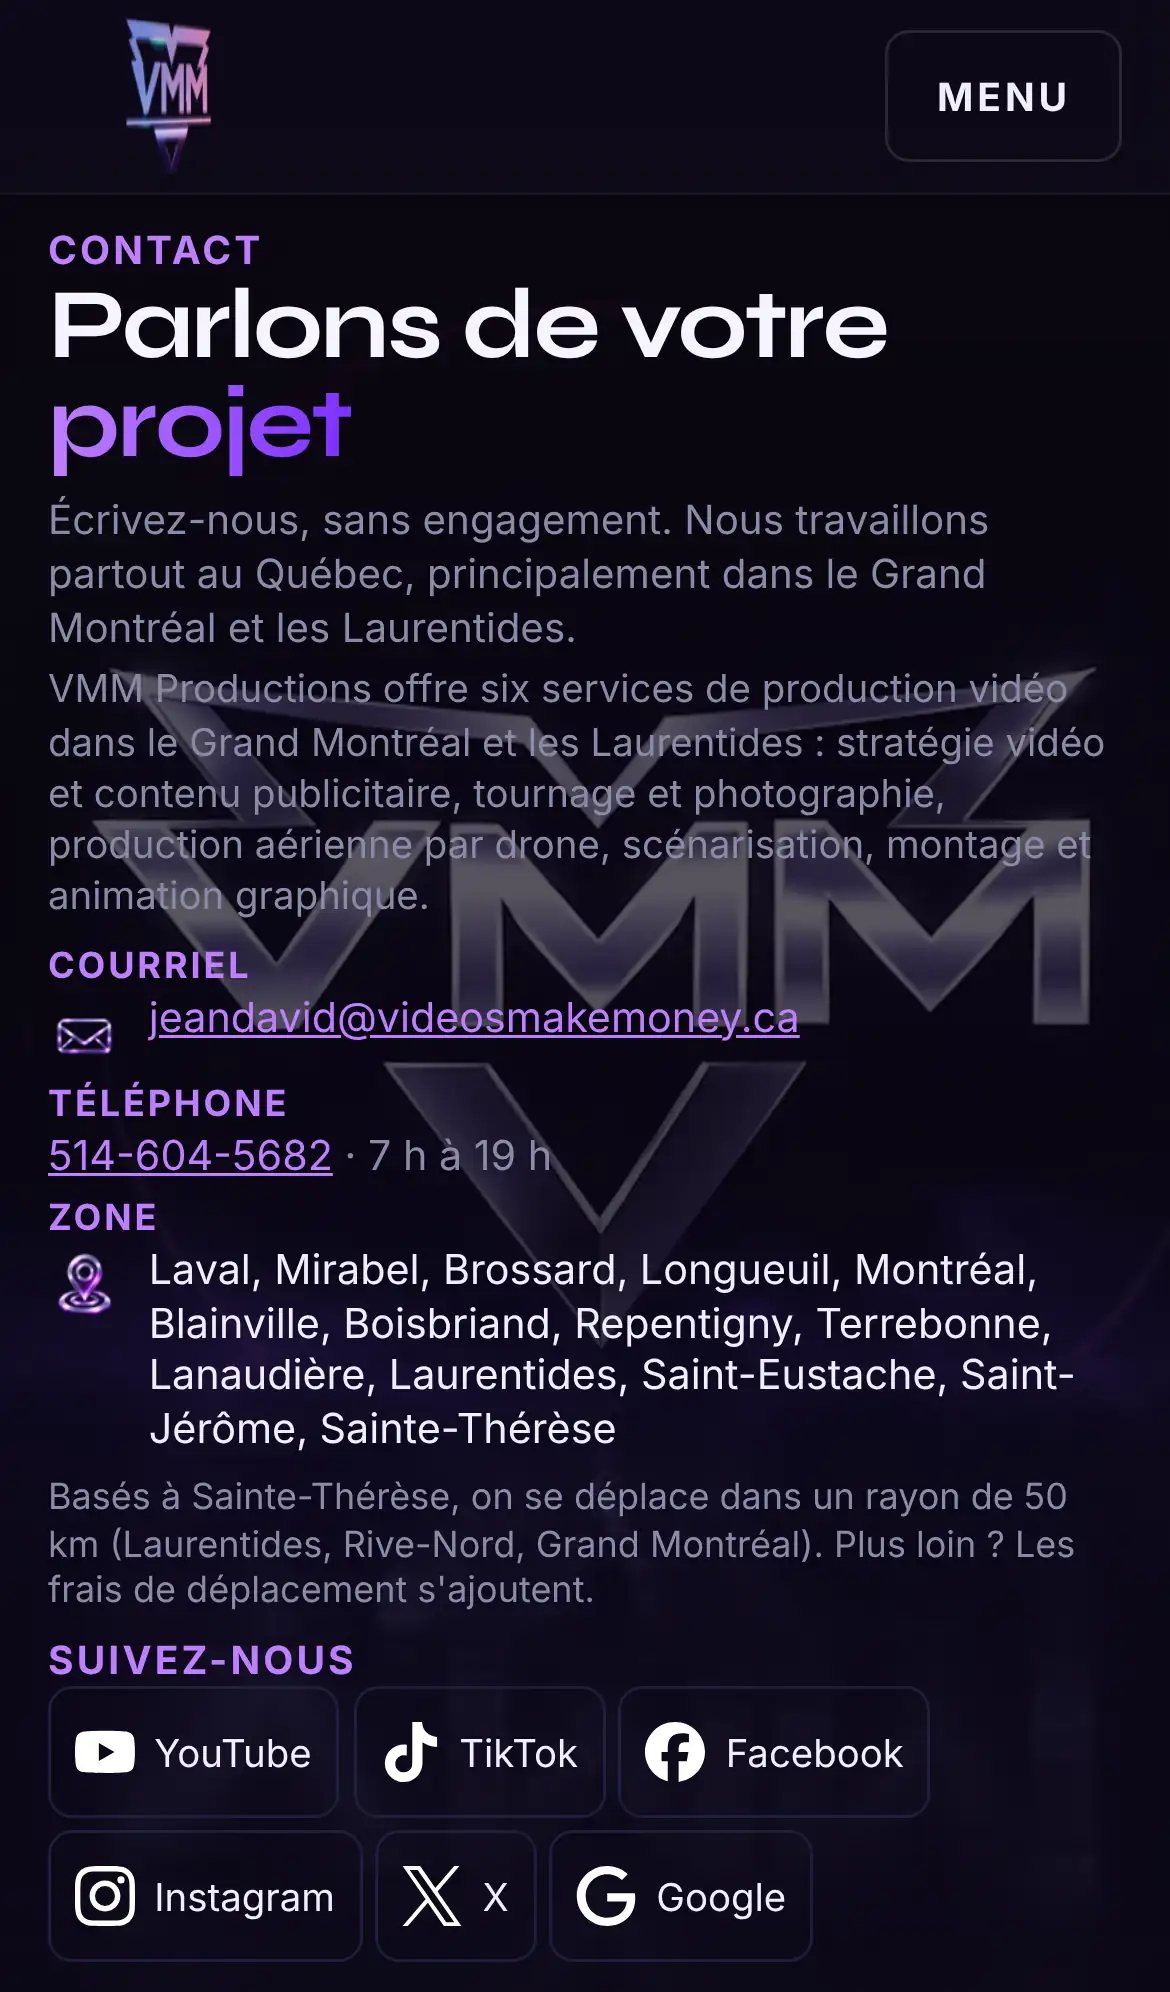 VMM
MENU
CONTACT
Parlons de votre
projet
Écrivez-nous, sans engagement. Nous travaillons
partout au Québec, principalement dans le Grand
Montréal et les Laurentides.
VMM Productions offre six services de production vidéo
dans le Grand Montréal et les Laurentides : stratégie vidéo
et contenu publicitaire, tournage et photographie,
production aérienne par drone, scénarisation, montage et
animation graphique.
VMM
COURRIEL
jeandavid@videosmakemoney.ca
TÉLÉPHONE
514-604-5682 · 7 h à 19 h
ZONE
Laval, Mirabel, Brossard, Longueuil, Montréal,
Blainville, Boisbriand, Repentigny, Terrebonne,
Lanaudière, Laurentides, Saint-Eustache, Saint-
Jérôme, Sainte-Thérèse
Basés à Sainte-Thérèse, on se déplace dans un rayon de 50
km (Laurentides, Rive-Nord, Grand Montréal). Plus loin ? Les
frais de déplacement s'ajoutent.
SUIVEZ-NOUS
YouTube
TikTok
Facebook
Instagram
X
Google